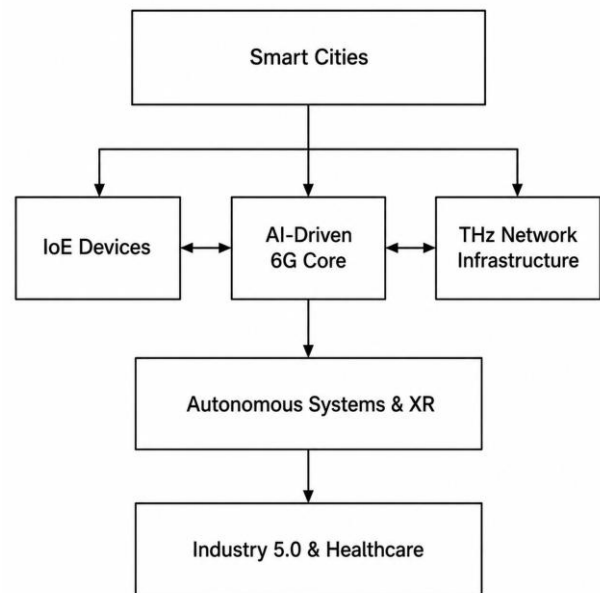 Smart Cities
IoE Devices
AI-Driven
6G Core
THz Network
Infrastructure
Autonomous Systems & XR
Industry 5.0 & Healthcare